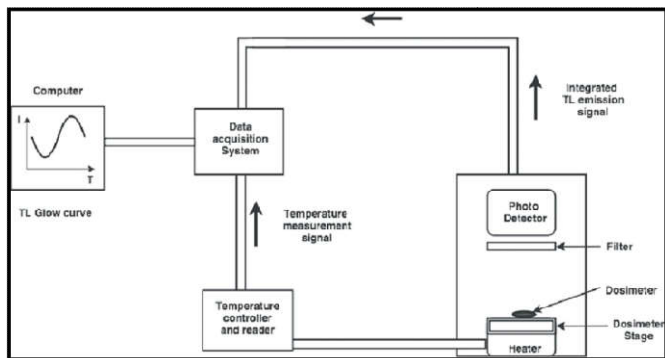 Computer
I
T
TL Glow curve
Data
acquisition
System
Integrated
TL emission
signal
Temperature
measurement
signal
Photo
Detector
Filter
Dosimeter
Dosimeter
Stage
Heater
Temperature
controller
and reader